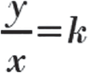 y/x = k